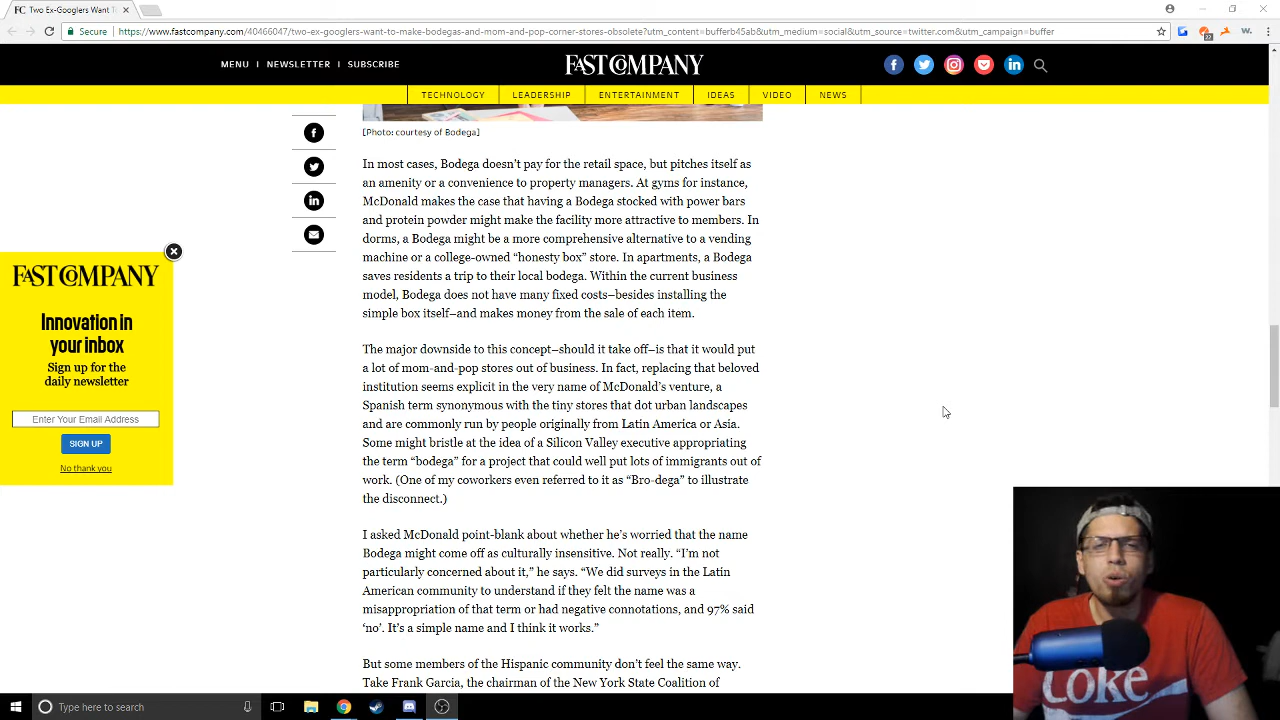 FC Two Ex-Googlers Want T
Secure
https://www.fastcompany.com/40466047/two-ex-googlers-want-to-make-bodegas-and-mom-and-pop-corner-stores-obsolete?utm_content=bufferb45ab&utm_medium=social&utm_source=twitter.com&utm_campaign=buffer
22
W.
MENU | NEWSLETTER | SUBSCRIBE
FAST COMPANY
TECHNOLOGY
LEADERSHIP
ENTERTAINMENT
IDEAS
VIDEO
NEWS
[Photo: courtesy of Bodega]
In most cases, Bodega doesn’t pay for the retail space, but pitches itself as
an amenity or a convenience to property managers. At gyms for instance,
McDonald makes the case that having a Bodega stocked with power bars
and protein powder might make the facility more attractive to members. In
dorms, a Bodega might be a more comprehensive alternative to a vending
machine or a college-owned “honesty box” store. In apartments, a Bodega
saves residents a trip to their local bodega. Within the current business
model, Bodega does not have many fixed costs–besides installing the
simple box itself–and makes money from the sale of each item.
The major downside to this concept–should it take off–is that it would put
a lot of mom-and-pop stores out of business. In fact, replacing that beloved
institution seems explicit in the very name of McDonald’s venture, a
Spanish term synonymous with the tiny stores that dot urban landscapes
and are commonly run by people originally from Latin America or Asia.
Some might bristle at the idea of a Silicon Valley executive appropriating
the term “bodega” for a project that could well put lots of immigrants out of
work. (One of my coworkers even referred to it as “Bro-dega” to illustrate
the disconnect.)
I asked McDonald point-blank about whether he’s worried that the name
Bodega might come off as culturally insensitive. Not really. “I’m not
particularly concerned about it,” he says. “We did surveys in the Latin
American community to understand if they felt the name was a
misappropriation of that term or had negative connotations, and 97% said
‘no’. It’s a simple name and I think it works.”
But some members of the Hispanic community don’t feel the same way.
Take Frank Garcia, the chairman of the New York State Coalition of
FAST COMPANY
Innovation in
your inbox
Sign up for the
daily newsletter
Enter Your Email Address
SIGN UP
No thank you
Coke
Type here to search